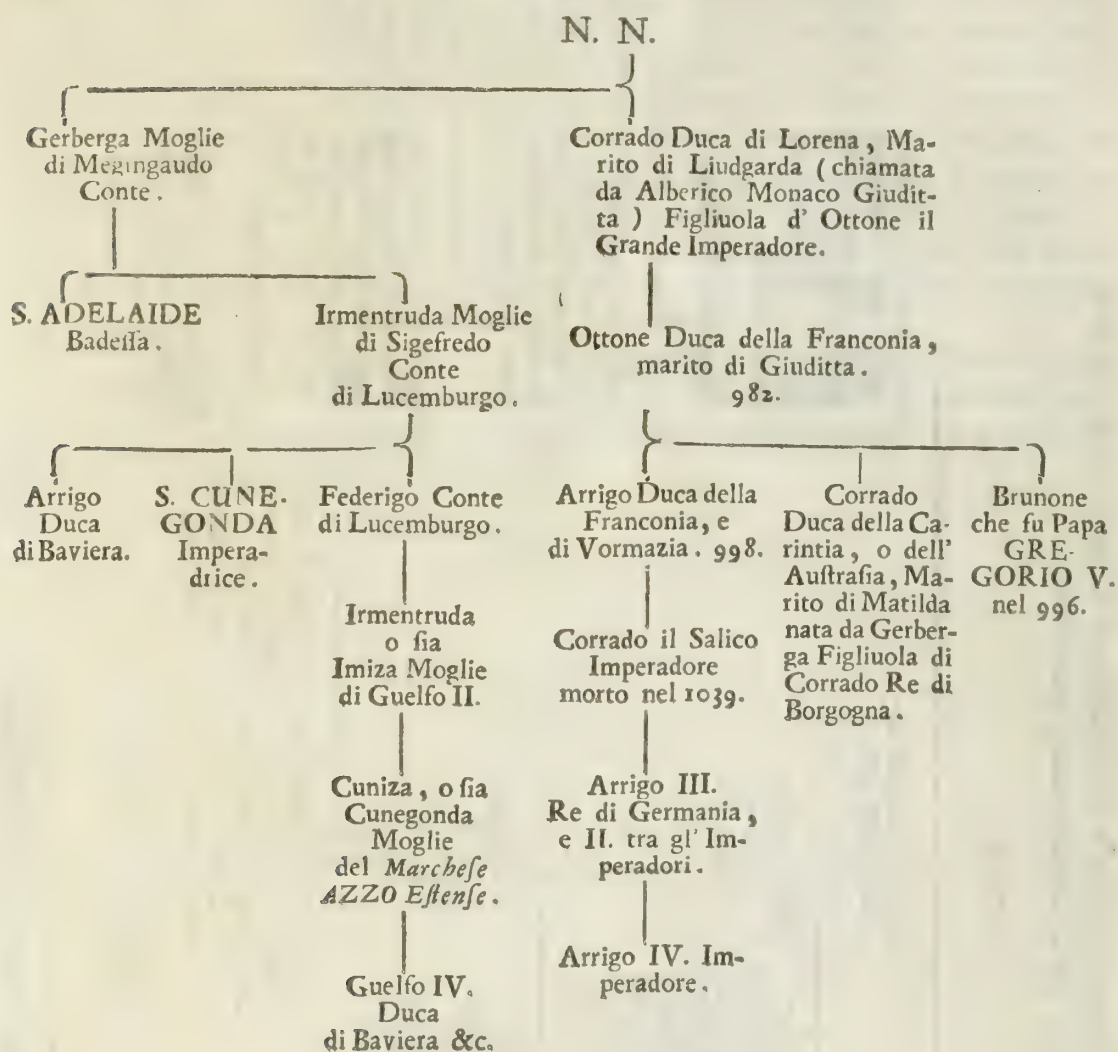 N. N.
Gerberga Moglie
di Megingaudo
Conte.
Corrado Duca di Lorena, Ma-
rito di Liudgarda (chiamata
da Alberico Monaco Giudit-
ta) Figliuola d' Ottone il
Grande Imperadore.
S. ADELAIDE
Badeſſa.
Irmentruda Moglie
di Sigefredo
Conte
di Lucemburgo.
Ottone Duca della Franconia,
marito di Giuditta.
982.
Arrigo
Duca
di Baviera.
S. CUNE-
GONDA
Impera-
drice.
Federigo Conte
di Lucemburgo.
Arrigo Duca della
Franconia, e
di Vormazia. 998.
Corrado
Duca della Ca-
rintia, o dell'
Auſtraſia, Ma-
rito di Matilda
nata da Gerber-
ga Figliuola di
Corrado Re di
Borgogna.
Brunone
che fu Papa
GRE-
GORIO V.
nel 996.
Irmentruda
o ſia
Imiza Moglie
di Guelfo II.
Corrado il Salico
Imperadore
morto nel 1039.
Cuniza, o ſia
Cunegonda
Moglie
del Marcheſe
AZZO Eſtenſe.
Arrigo III.
Re di Germania,
e II. tra gl' Im-
peradori.
Guelfo IV.
Duca
di Baviera &c.
Arrigo IV. Im-
peradore.